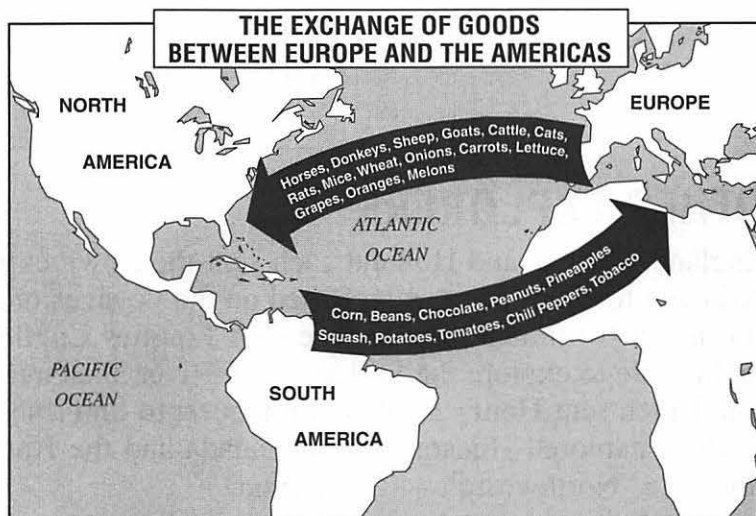 THE EXCHANGE OF GOODS
BETWEEN EUROPE AND THE AMERICAS
NORTH
AMERICA
EUROPE
Horses, Donkeys, Sheep, Goats, Cattle, Cats,
Rats, Mice, Wheat, Onions, Carrots, Lettuce,
Grapes, Oranges, Melons
ATLANTIC
OCEAN
Corn, Beans, Chocolate, Peanuts, Pineapples
Squash, Potatoes, Tomatoes, Chili Peppers, Tobacco
PACIFIC
OCEAN
SOUTH
AMERICA